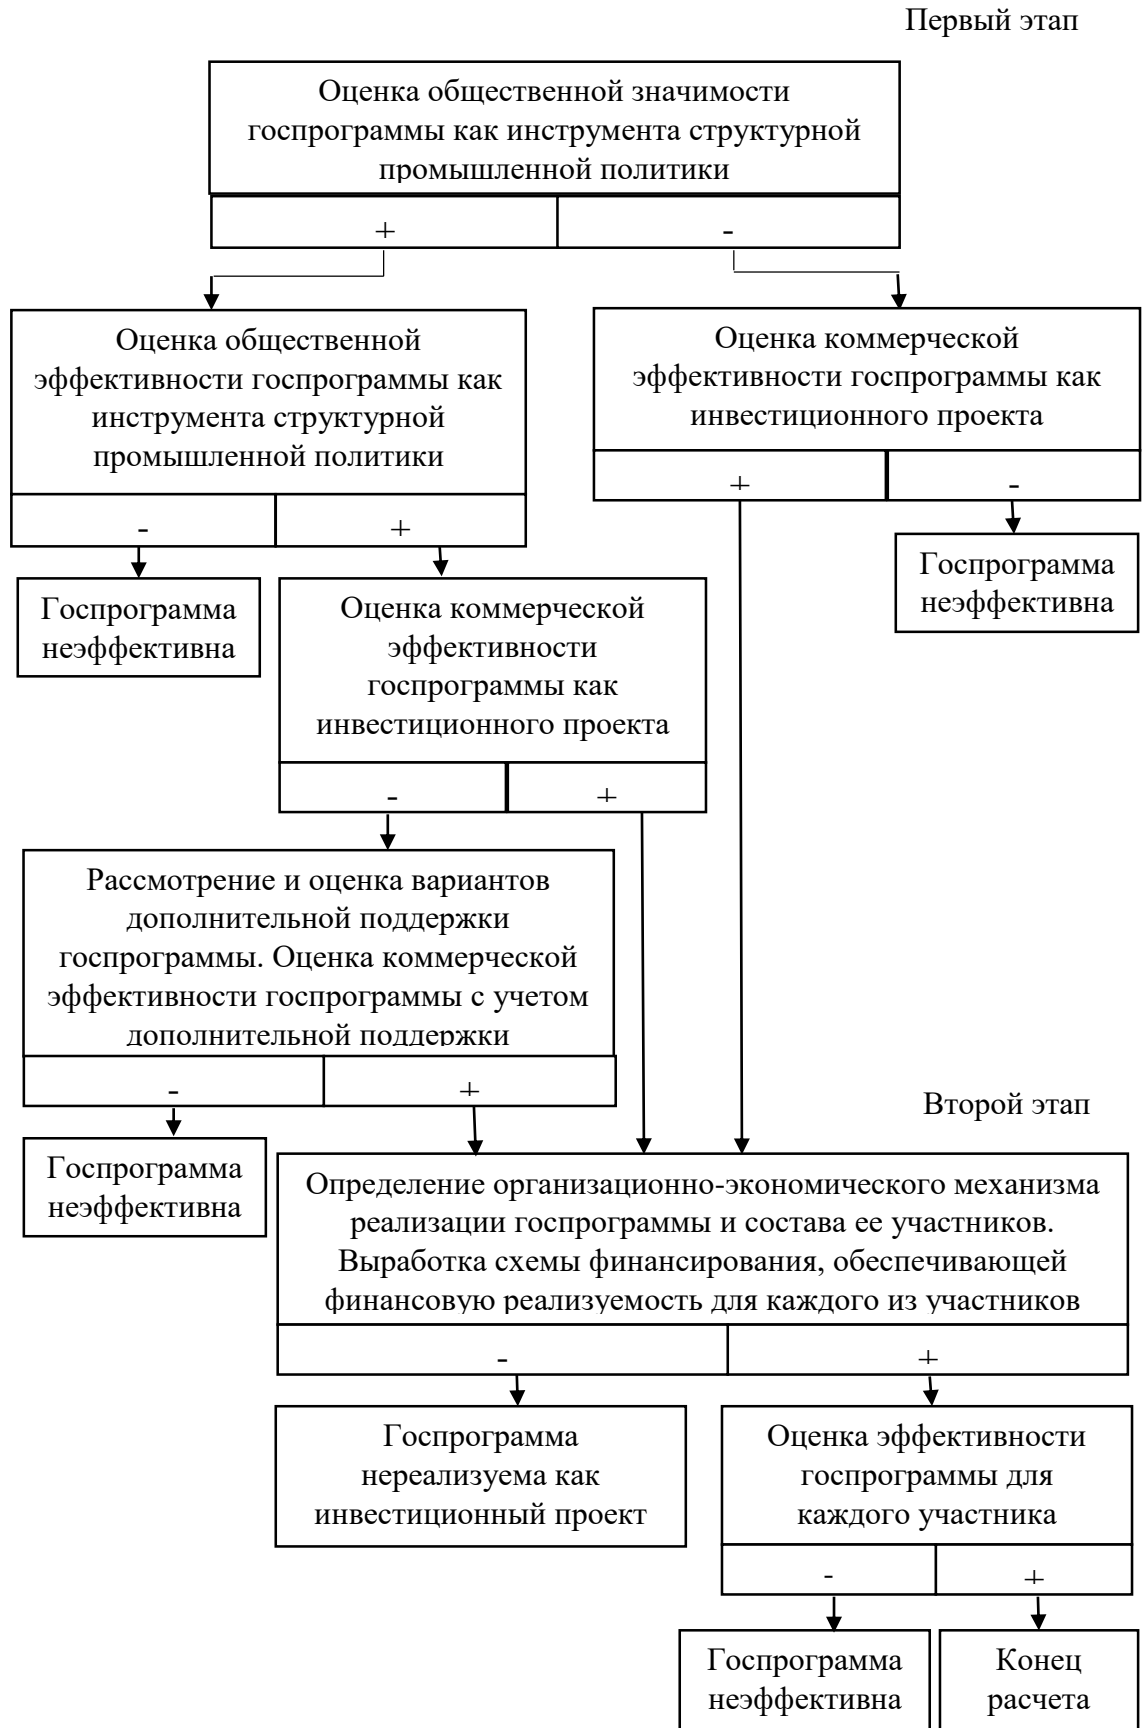 Первый этап
Оценка общественной значимости
госпрограммы как инструмента структурной
промышленной политики
+
-
Оценка общественной
эффективности госпрограммы как
инструмента структурной
промышленной политики
-
+
Оценка коммерческой
эффективности госпрограммы как
инвестиционного проекта
+
-
Госпрограмма
неэффективна
Госпрограмма
неэффективна
Оценка коммерческой
эффективности
госпрограммы как
инвестиционного проекта
-
+
Рассмотрение и оценка вариантов
дополнительной поддержки
госпрограммы. Оценка коммерческой
эффективности госпрограммы с учетом
дополнительной поддержки
-
+
Второй этап
Госпрограмма
неэффективна
Определение организационно-экономического механизма
реализации госпрограммы и состава ее участников.
Выработка схемы финансирования, обеспечивающей
финансовую реализуемость для каждого из участников
-
+
Госпрограмма
нереализуема как
инвестиционный проект
Оценка эффективности
госпрограммы для
каждого участника
-
+
Госпрограмма
неэффективна
Конец
расчета